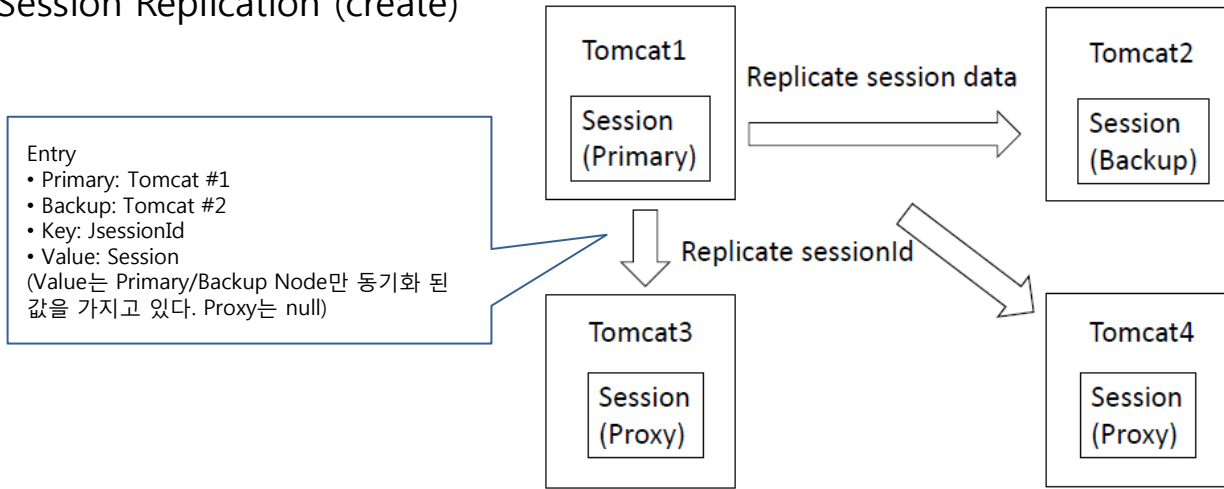 Session Replication (create)
Tomcat1
Session
(Primary)
Replicate session data
Tomcat2
Session
(Backup)
Entry
• Primary: Tomcat #1
• Backup: Tomcat #2
• Key: JsessionId
• Value: Session
(Value는 Primary/Backup Node만 동기화 된
값을 가지고 있다. Proxy는 null)
Replicate sessionId
Tomcat3
Session
(Proxy)
Tomcat4
Session
(Proxy)